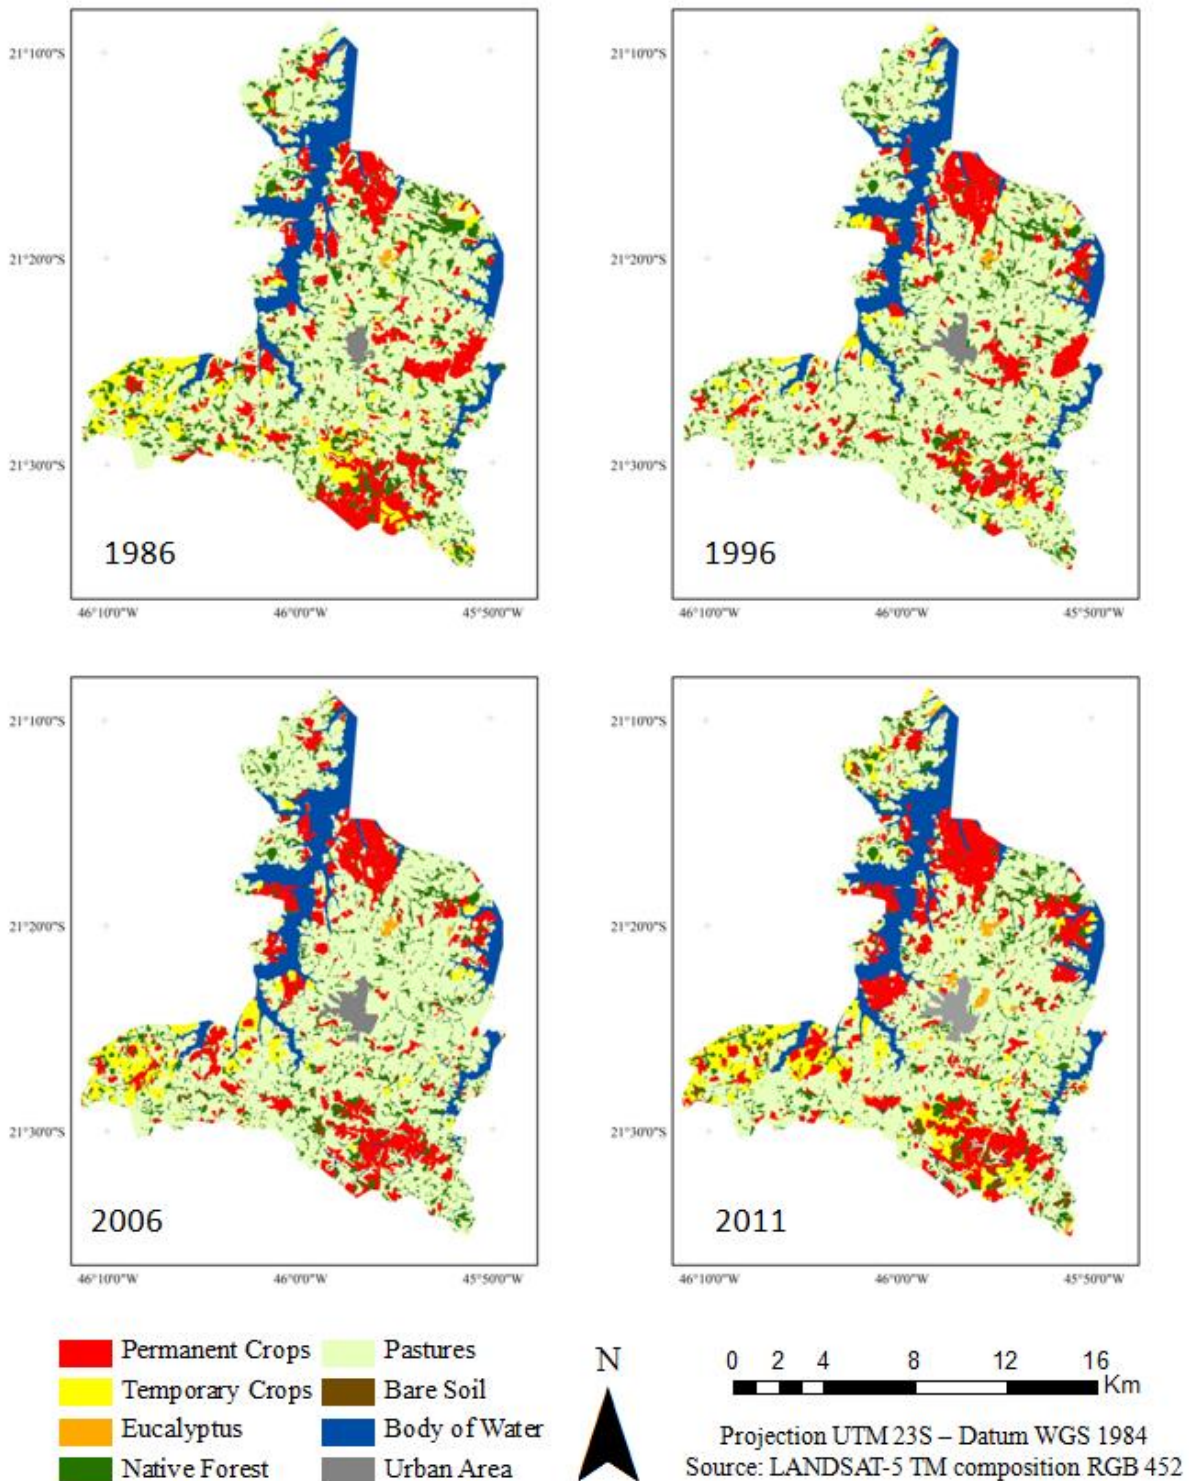 21°10'0"S
21°20'0"S
21°30'0"S
1986
46°10'0"W 46°0'0"W 45°50'0"W
21°10'0"S
21°20'0"S
21°30'0"S
1996
46°10'0"W 46°0'0"W 45°50'0"W
21°10'0"S
21°20'0"S
21°30'0"S
2006
46°10'0"W 46°0'0"W 45°50'0"W
21°10'0"S
21°20'0"S
21°30'0"S
2011
46°10'0"W 46°0'0"W 45°50'0"W
Permanent Crops
Temporary Crops
Eucalyptus
Native Forest
Pastures
Bare Soil
Body of Water
Urban Area
N
0 2 4 8 12 16
Km
Projection UTM 23S – Datum WGS 1984
Source: LANDSAT-5 TM composition RGB 452